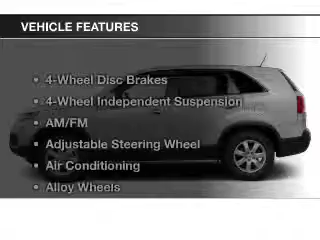 VEHICLE FEATURES
• 4-Wheel Disc Brakes
• 4-Wheel Independent Suspension
• AM/FM
• Adjustable Steering Wheel
• Air Conditioning
• Alloy Wheels